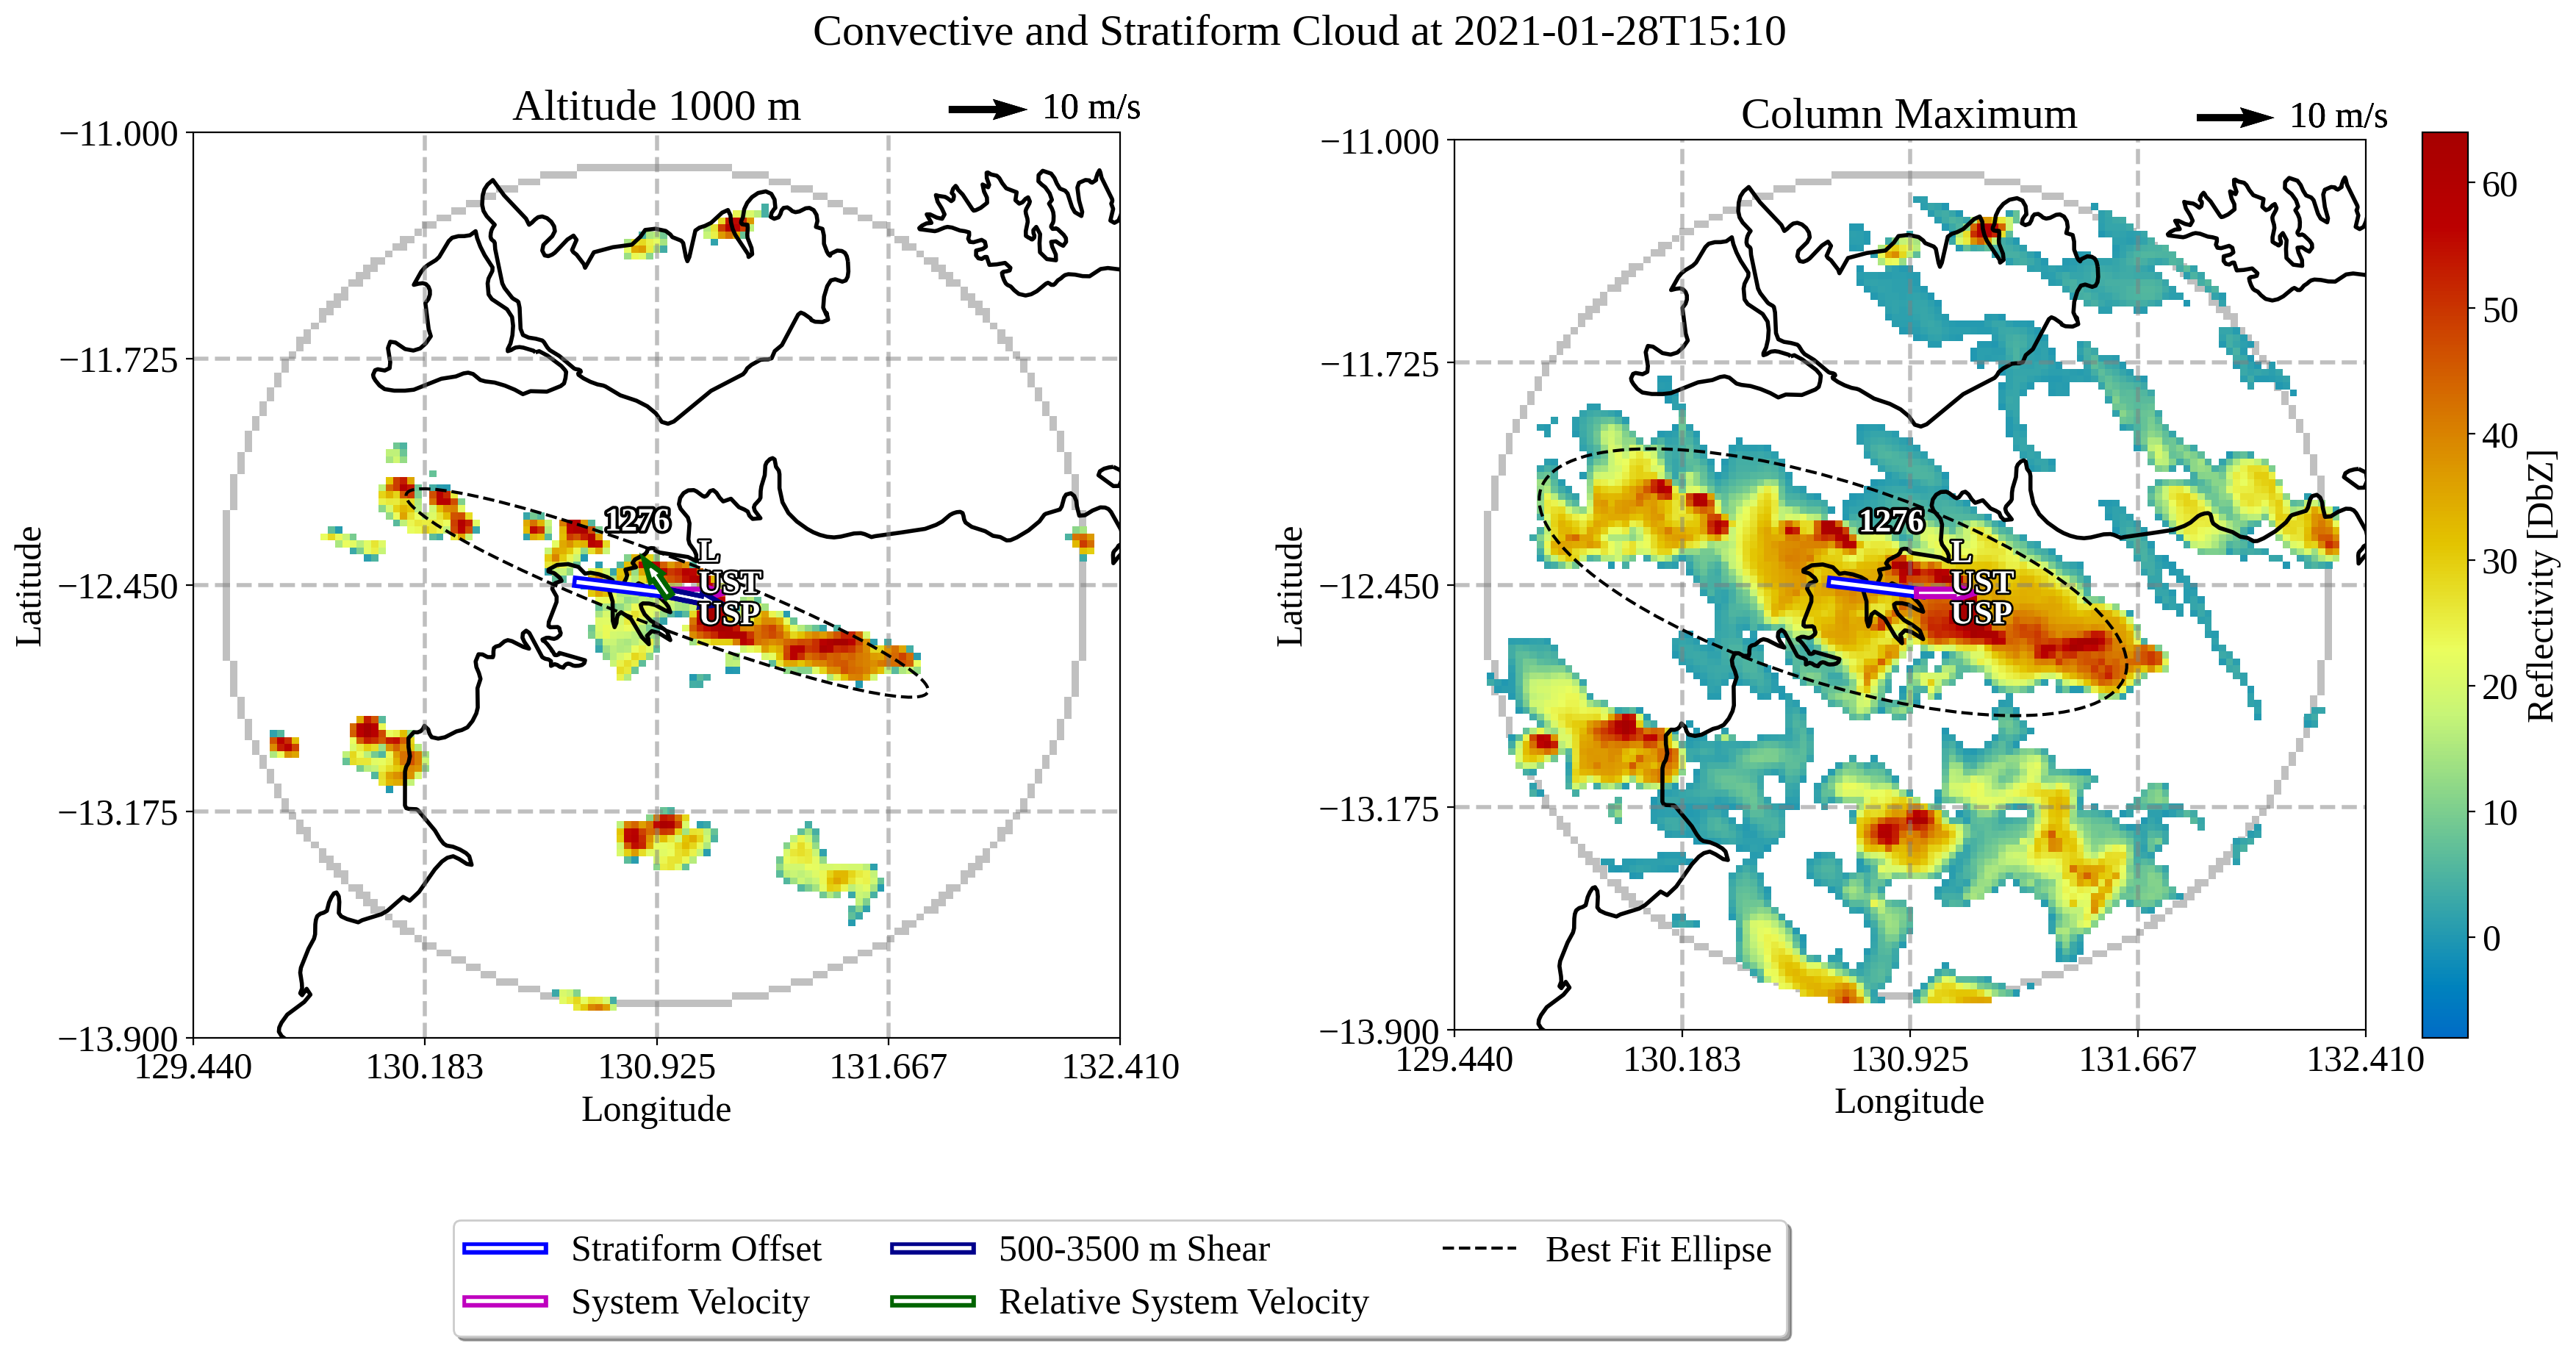 Convective and Stratiform Cloud at 2021-01-28T15:10
Altitude 1000 m
10 m/s
−11.000
−11.725
−12.450
−13.175
−13.900
Latitude
129.440
130.183
130.925
131.667
132.410
Longitude
1276
L
UST
USP
Column Maximum
10 m/s
−11.000
−11.725
−12.450
−13.175
−13.900
Latitude
129.440
130.183
130.925
131.667
132.410
Longitude
1276
L
UST
USP
60
50
40
30
20
10
0
Reflectivity [DbZ]
Stratiform Offset
System Velocity
500-3500 m Shear
Relative System Velocity
Best Fit Ellipse